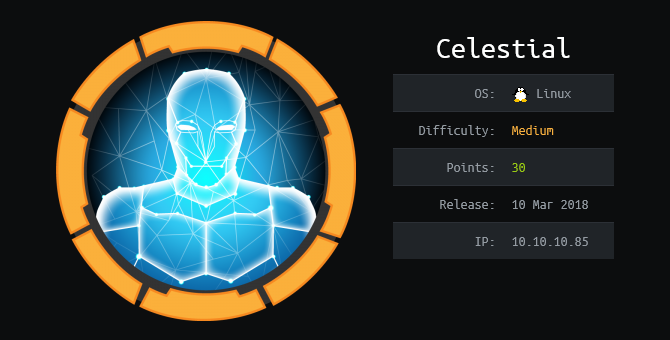 Celestial
OS: Linux
Difficulty: Medium
Points: 30
Release: 10 Mar 2018
IP: 10.10.10.85